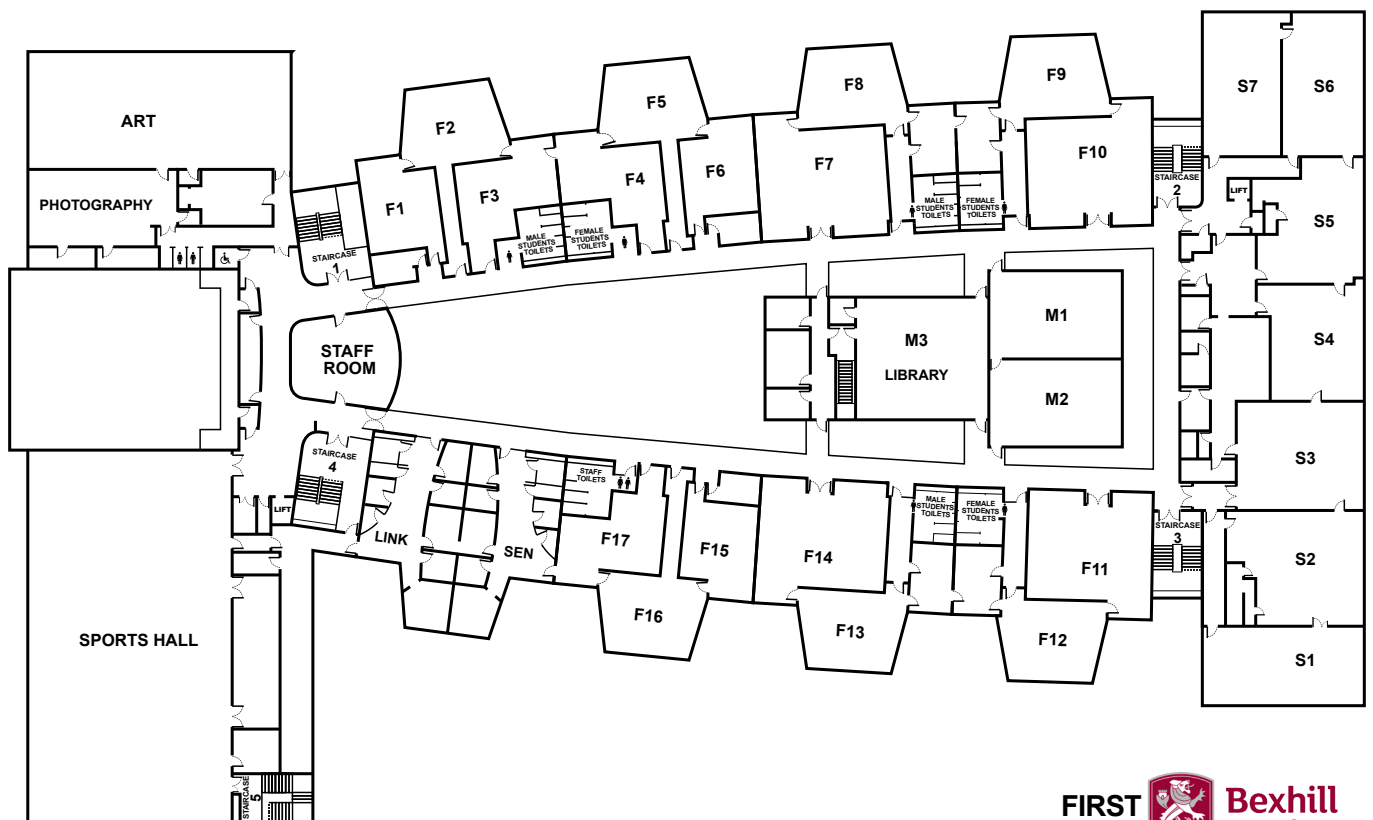 ART
PHOTOGRAPHY
F1
F2
F3
F4
F5
F6
F7
F8
F9
F10
S7
S6
STAIRCASE
1
MALE
STUDENTS
TOILETS
FEMALE
STUDENTS
TOILETS
MALE
STUDENTS
TOILETS
FEMALE
STUDENTS
TOILETS
STAIRCASE
2
LIFT
S5
STAFF
ROOM
M3
LIBRARY
M1
M2
S4
S3
STAIRCASE
4
LIFT
LINK
SEN
STAFF
TOILETS
F17
F16
F15
F14
F13
MALE
STUDENTS
TOILETS
FEMALE
STUDENTS
TOILETS
F11
F12
STAIRCASE
3
S2
S1
SPORTS HALL
STAIRCASE
5
FIRST
Bexhill